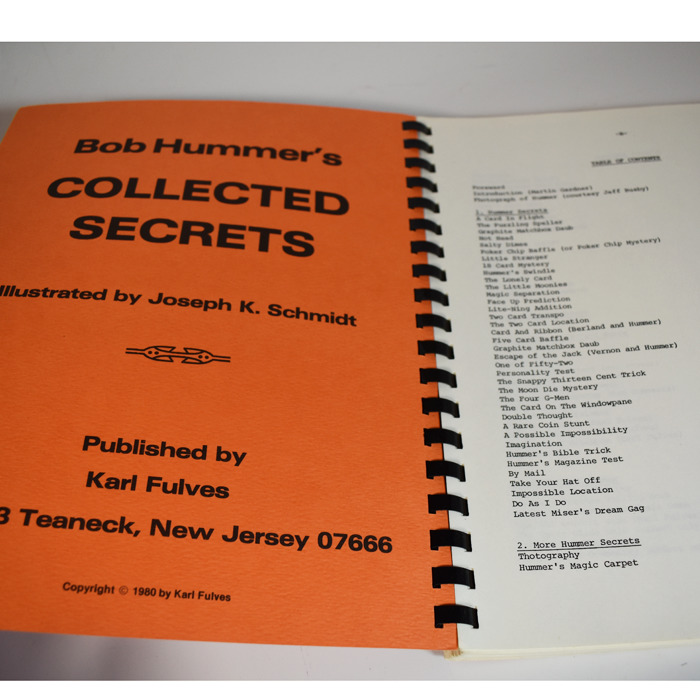 Bob Hummer's
COLLECTED
SECRETS
Illustrated by Joseph K. Schmidt
Published by
Karl Fulves
3 Teaneck, New Jersey 07666
Copyright © 1980 by Karl Fulves
TABLE OF CONTENTS
Foreword
Introduction (Martin Gardner)
Photograph of Hummer (courtesy Jeff Busby)
1. Hummer Secrets
A Card In Flight
The Puzzling Speller
Graphite Matchbox Daub
Hot Head
Salty Dimes
Poker Chip Baffle (or Poker Chip Mystery)
Little Stranger
18 Card Mystery
Hummer's Swindle
The Lonely Card
The Little Moonies
Magic Separation
Face Up Prediction
Lite-Ning Addition
Two Card Transpo
The Two Card Location
Card And Ribbon (Berland and Hummer)
Five Card Baffle
Graphite Matchbox Daub
Escape of the Jack (Vernon and Hummer)
One of Fifty-Two
Personality Test
The Snappy Thirteen Cent Trick
The Moon Die Mystery
The Four G-Men
The Card On The Windowpane
Double Thought
A Rare Coin Stunt
A Possible Impossibility
Imagination
Hummer's Bible Trick
Hummer's Magazine Test
By Mail
Take Your Hat Off
Impossible Location
Do As I Do
Latest Miser's Dream Gag
2. More Hummer Secrets
Photography
Hummer's Magic Carpet